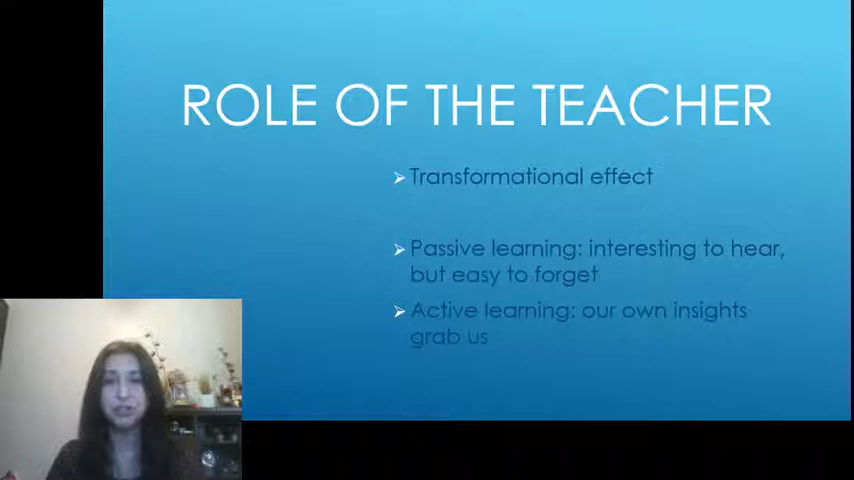 ROLE OF THE TEACHER
Transformational effect
Passive learning: interesting to hear,
but easy to forget
Active learning: our own insights
grab us